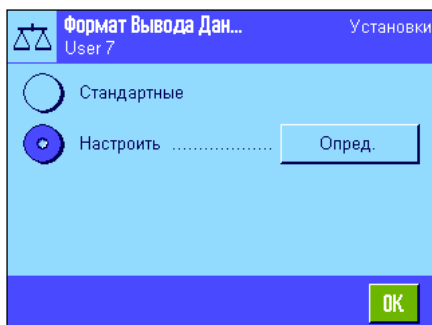 Формат Вывода Дан...
Установки
User 7
Стандартные
Настроить ................... Опред.
OK